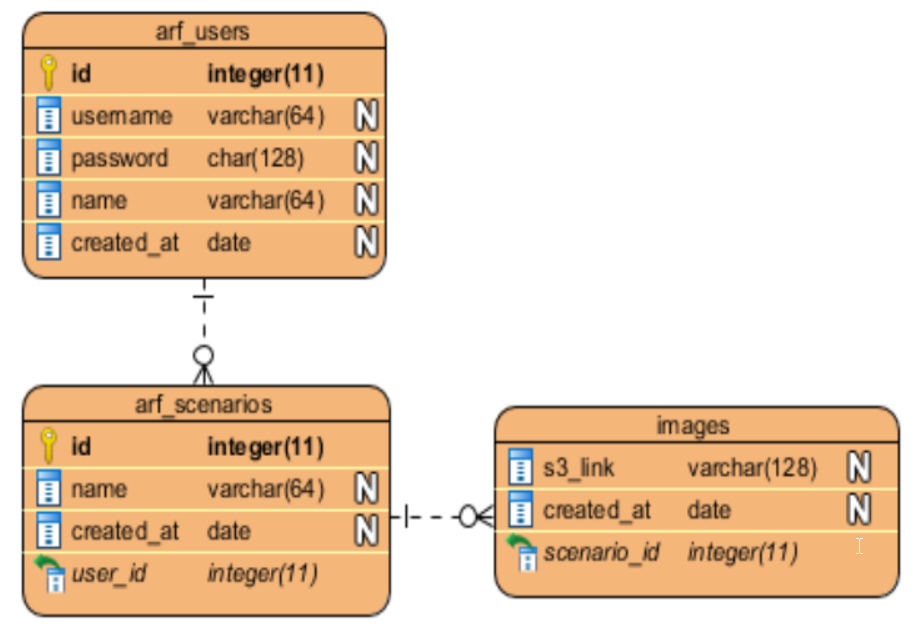 arf_users
id integer(11)
username varchar(64) N
password char(128) N
name varchar(64) N
created_at date N
arf_scenarios
id integer(11)
name varchar(64) N
created_at date N
user_id integer(11)
images
s3_link varchar(128) N
created_at date N
scenario_id integer(11)